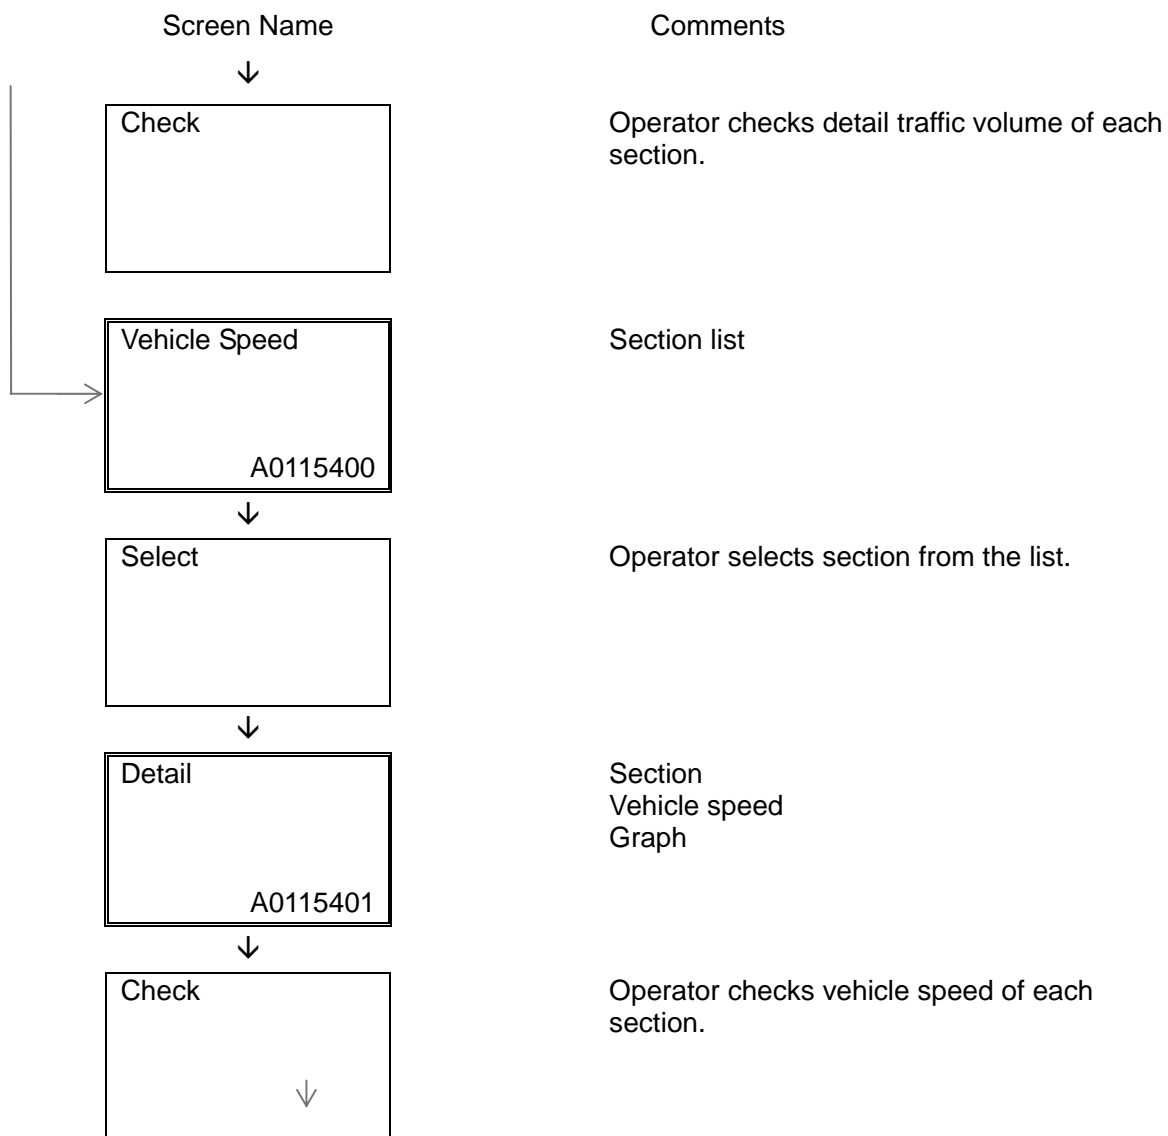 Screen Name
Comments
Check
Operator checks detail traffic volume of each
section.
Vehicle Speed
Section list
A0115400
Select
Operator selects section from the list.
Detail
Section
Vehicle speed
Graph
A0115401
Check
Operator checks vehicle speed of each
section.